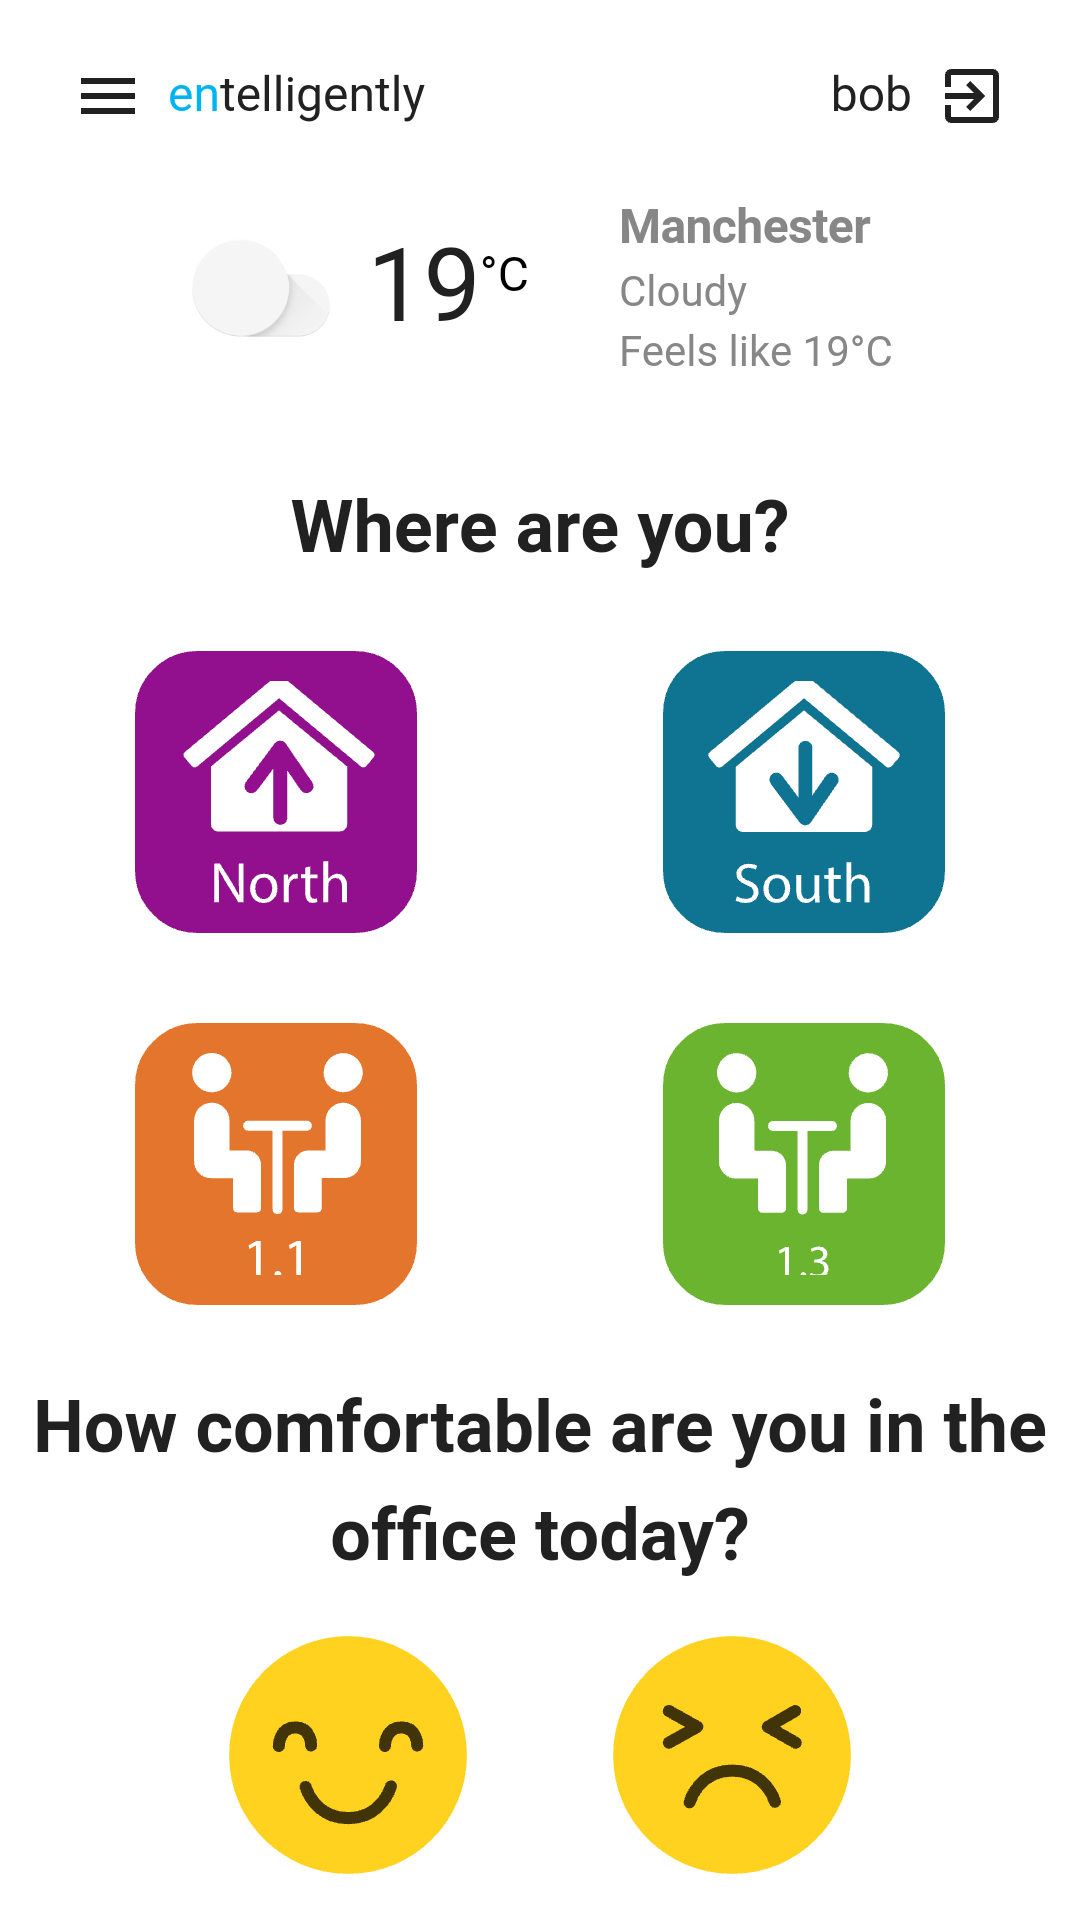 entelligently
bob
19°C
Manchester
Cloudy
Feels like 19°C
Where are you?
North
South
1.1
1.3
How comfortable are you in the
office today?